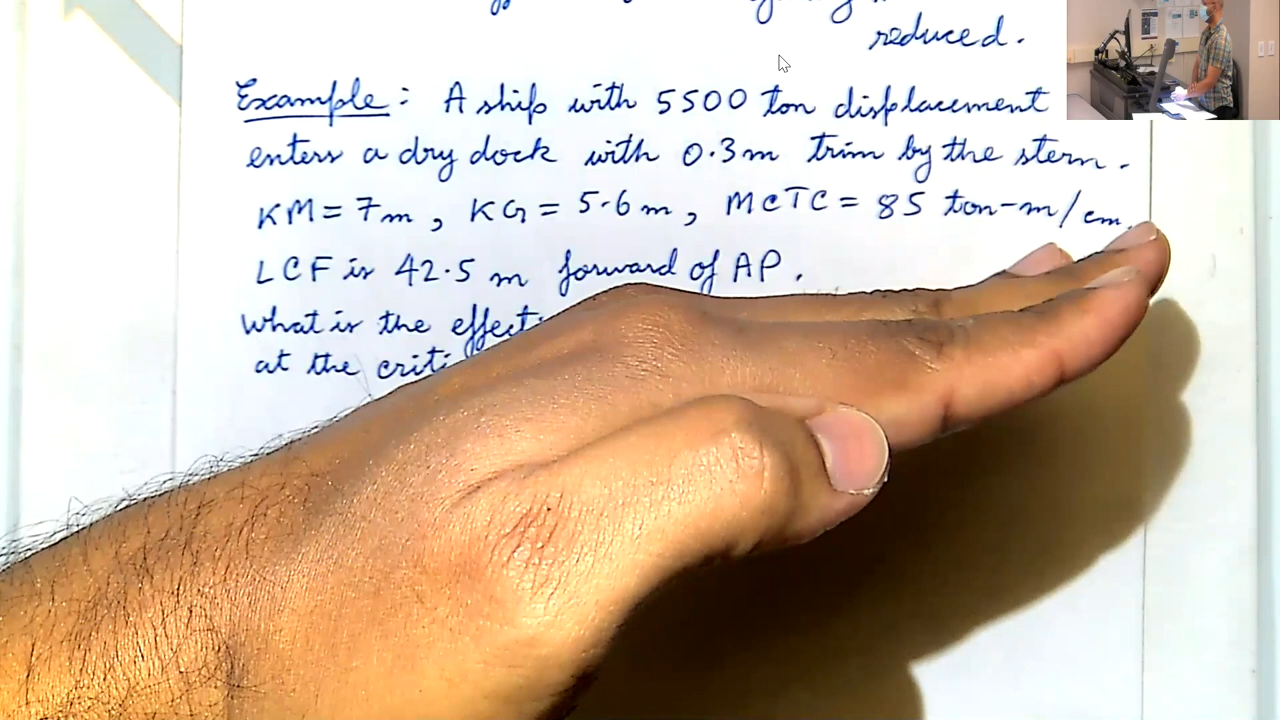 reduced.
Example: A ship with 5500 ton displacement
enters a dry dock with 0.3m trim by the stern.
KM = 7m, KG = 5.6m, MCTC = 85 ton-m/cm.
LCF is 42.5 m forward of AP.
What is the
at the